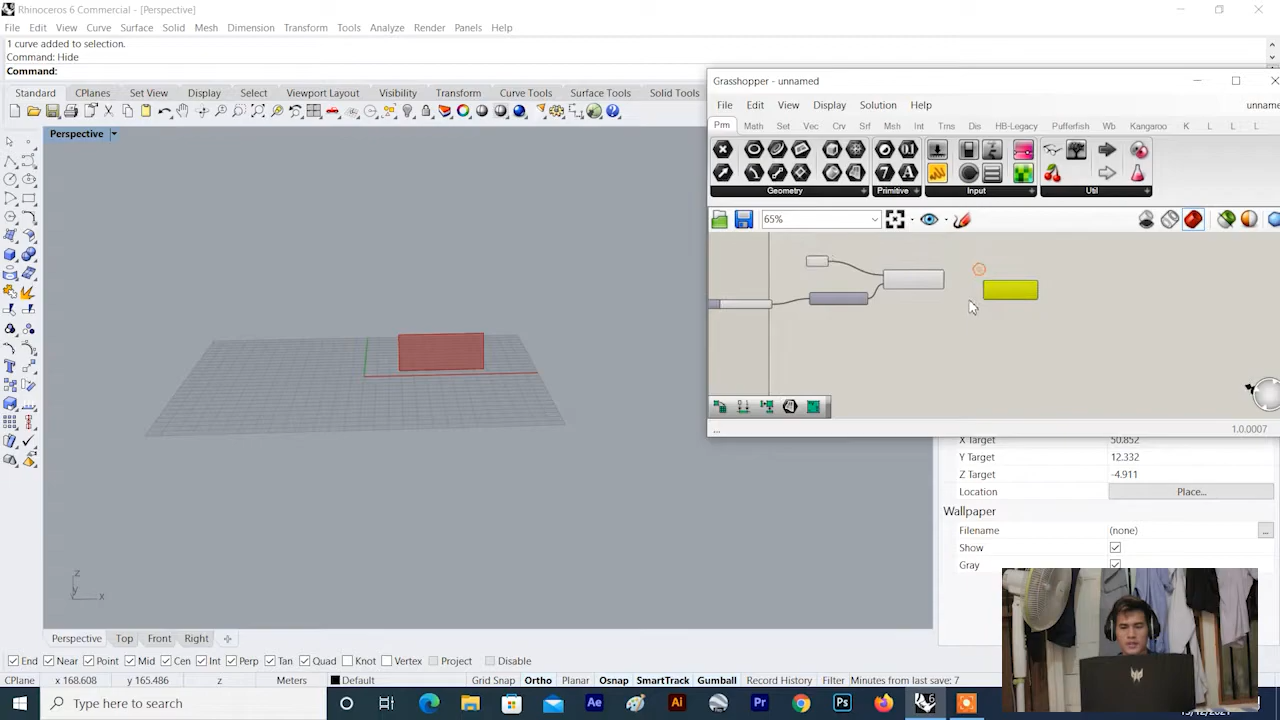 Rhinoceros 6 Commercial - [Perspective]
File Edit View Curve Surface Solid Mesh Dimension Transform Tools Analyze Render Panels Help
1 curve added to selection.
Command: Hide
Command:
Standard CPlanes Set View Display Select Viewport Layout Visibility Transform Curve Tools Surface Tools Solid Tools
Perspective
Grasshopper - unnamed
File Edit View Display Solution Help unname
Prm Math Set Vec Crv Srf Msh Int Trns Dis HB-Legacy Pufferfish Wb Kangaroo K L L L
Geometry Primitive Input Util
65%
1.0.0007
X Target 50.852
Y Target 12.332
Z Target -4.911
Location Place...
Wallpaper
Filename (none) ...
Show
Gray
z
y x
Perspective Top Front Right
End Near Point Mid Cen Int Perp Tan Quad Knot Vertex Project Disable
CPlane x 168.608 y 165.486 z Meters Default Grid Snap Ortho Planar Osnap SmartTrack Gumball Record History Filter Minutes from last save: 7
Type here to search